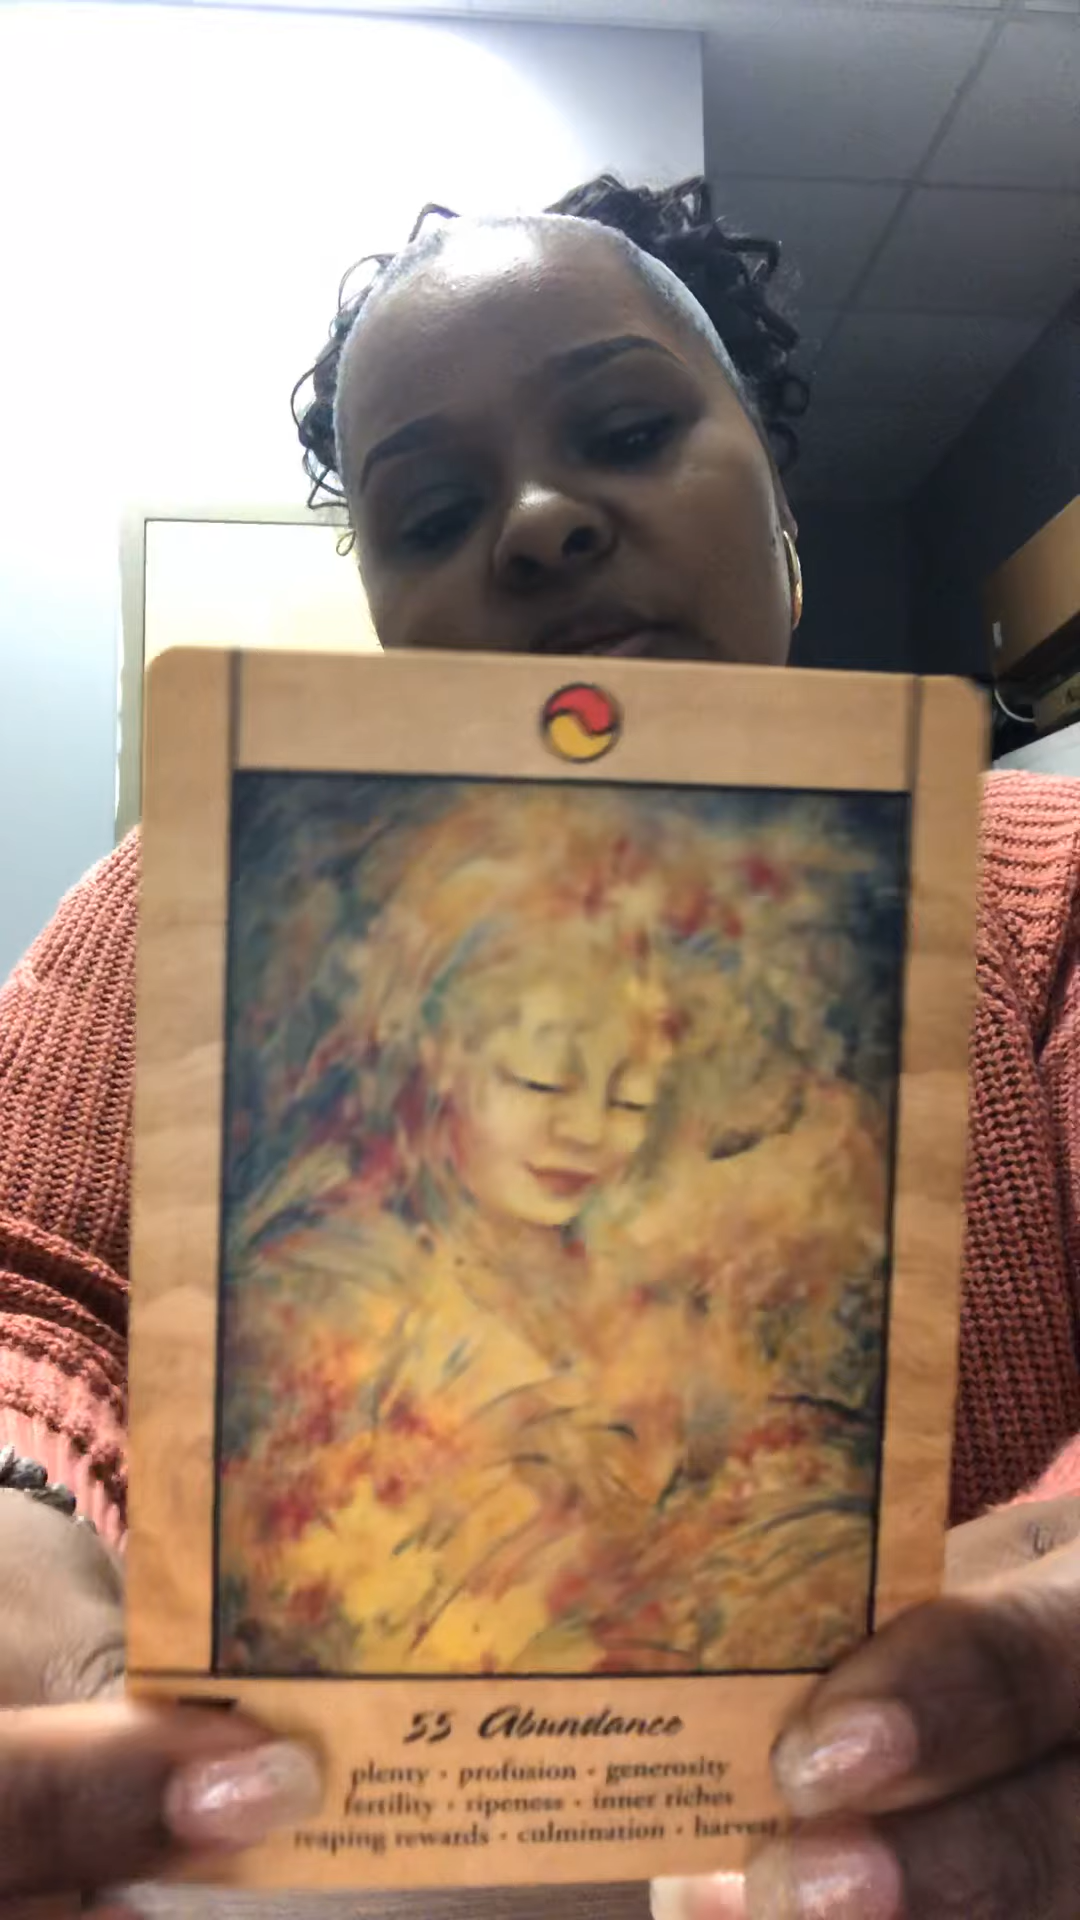 55 Abundance
plenty · profusion · generosity
fertility · ripeness · inner riches
reaping rewards · culmination · harvest